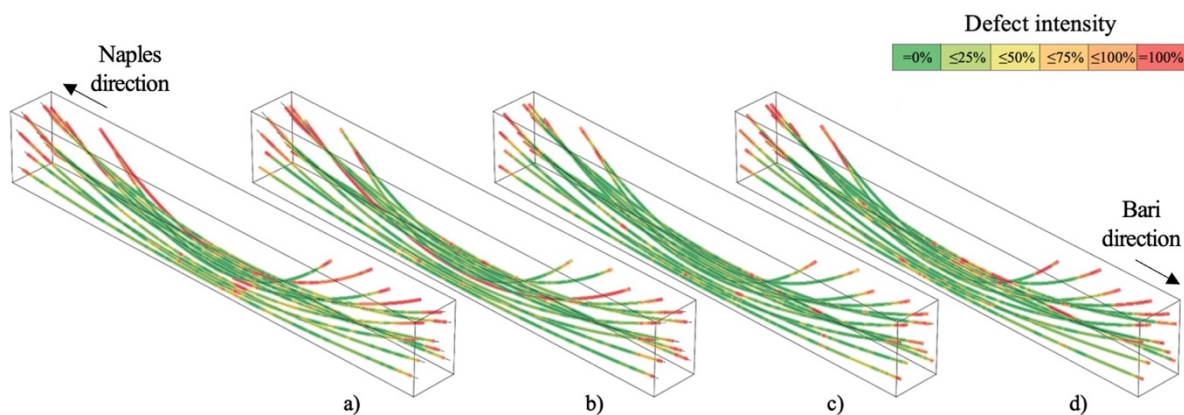 Defect intensity
=0% ≤25% ≤50% ≤75% ≤100% =100%
Naples
direction
Bari
direction
a) b) c) d)